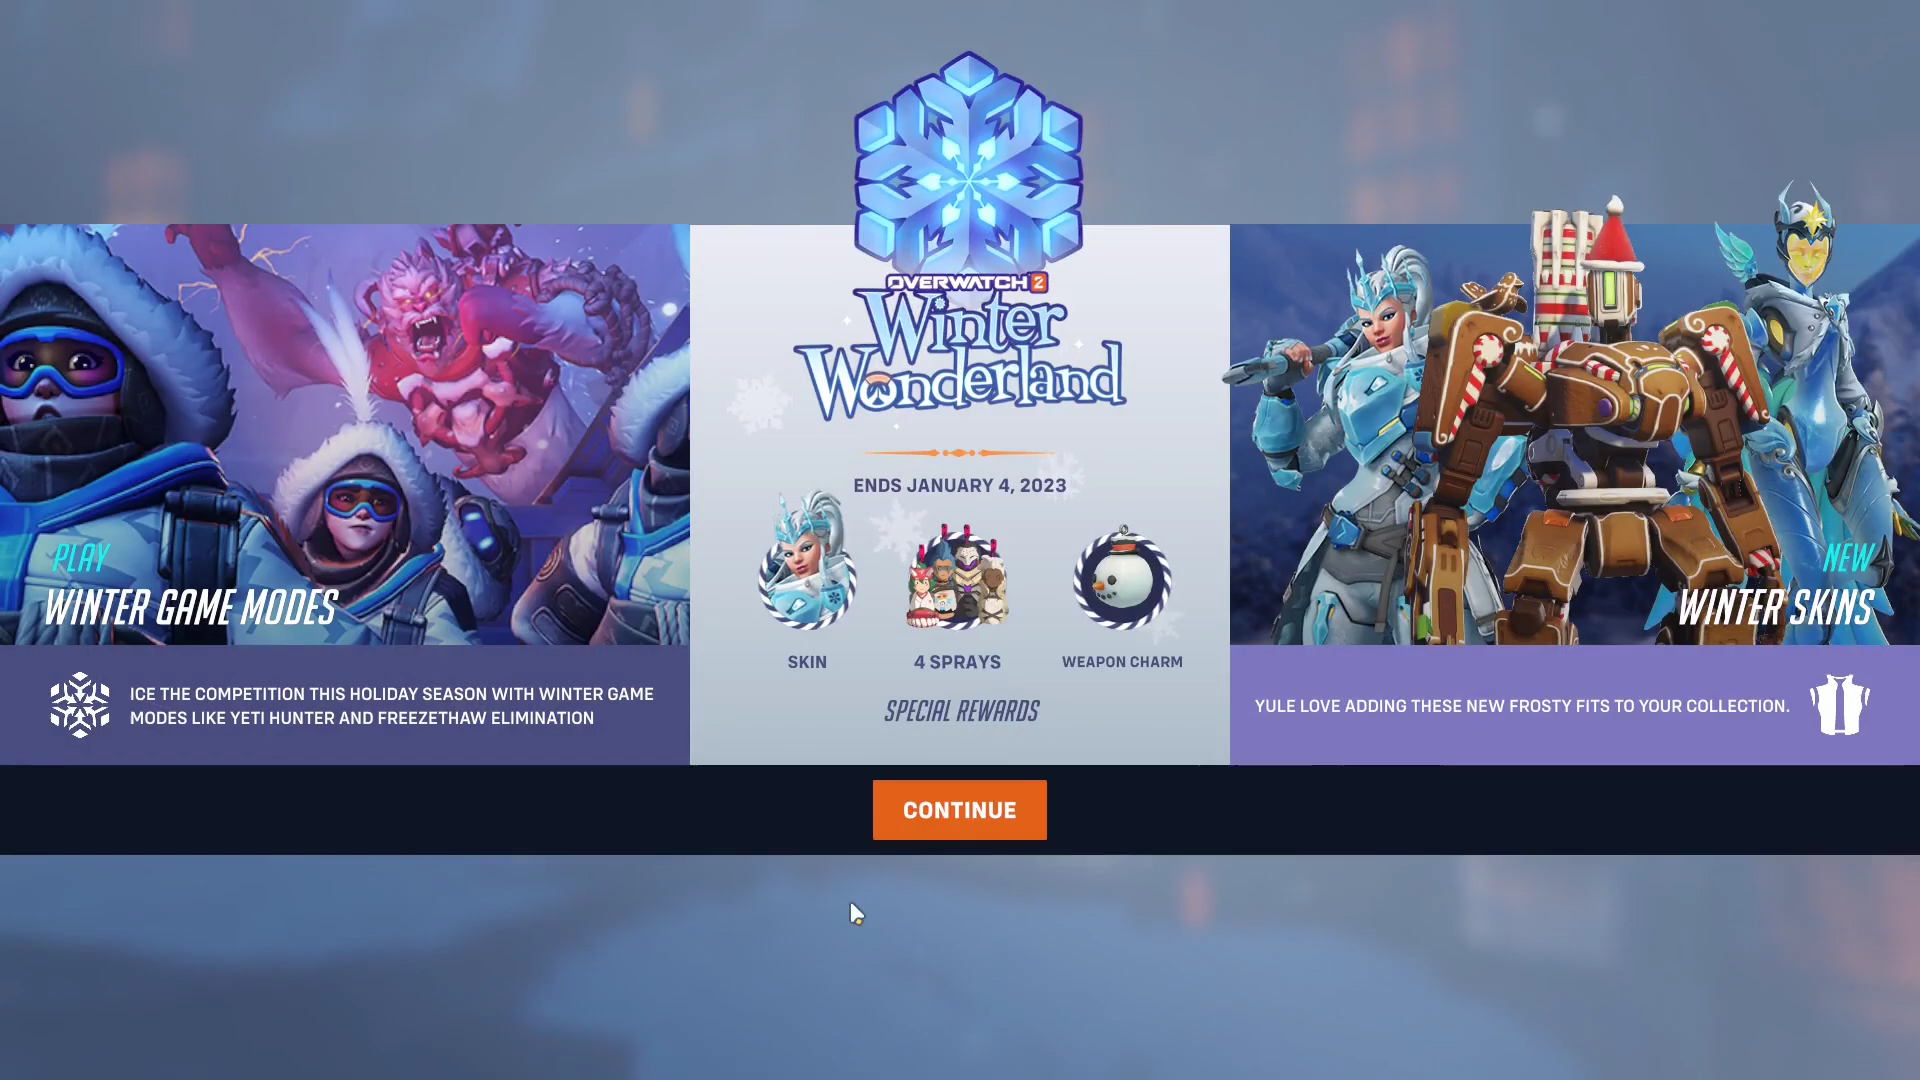 OVERWATCH 2
Winter
Wonderland
ENDS JANUARY 4, 2023
SKIN
4 SPRAYS
WEAPON CHARM
SPECIAL REWARDS
PLAY
WINTER GAME MODES
ICE THE COMPETITION THIS HOLIDAY SEASON WITH WINTER GAME
MODES LIKE YETI HUNTER AND FREEZETHAW ELIMINATION
NEW
WINTER SKINS
YULE LOVE ADDING THESE NEW FROSTY FITS TO YOUR COLLECTION.
CONTINUE